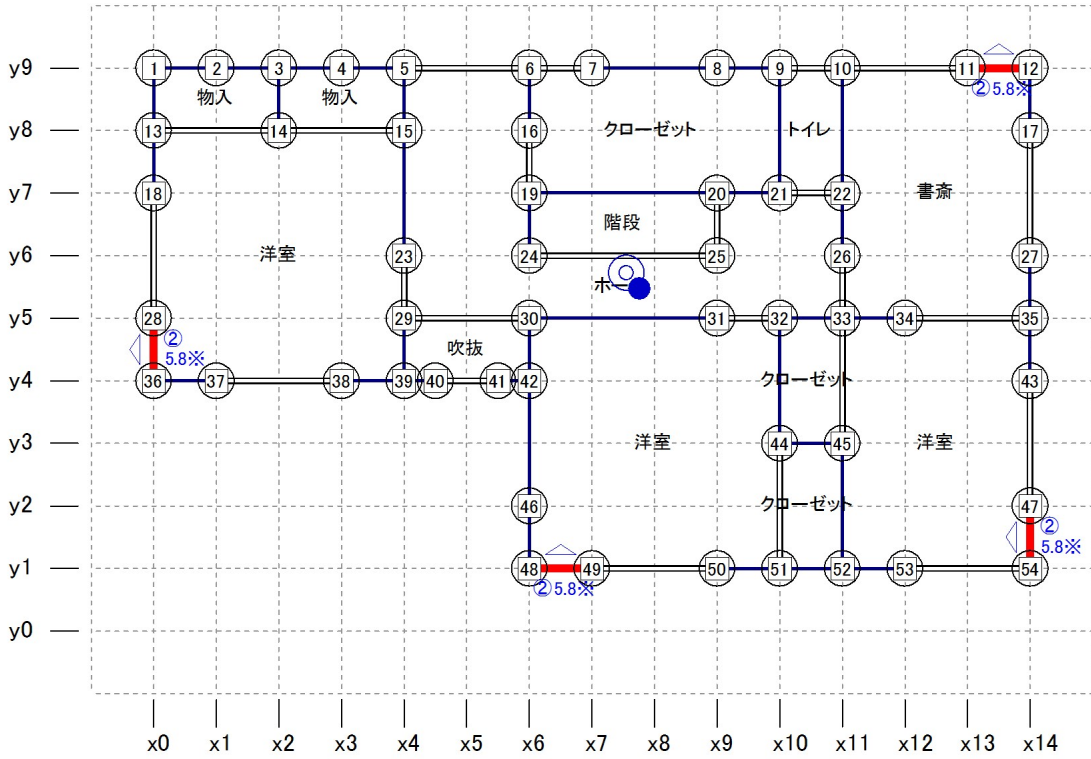 y9 1 2 3 4 5 6 7 8 9 10 11 12
物入 物入 ② 5.8※
y8 13 14 15 16 クローゼット トイレ 17
y7 18 19 20 21 22 書斎
階段
y6 洋室 23 24 25 26 27
ホー
y5 28 29 30 31 32 33 34 35
② 吹抜
5.8※
y4 36 37 38 39 40 41 42 クローゼット 43
y3 洋室 44 45 洋室
y2 46 クローゼット 47 ②
5.8※
y1 48 49 50 51 52 53 54
② 5.8※
y0
x0 x1 x2 x3 x4 x5 x6 x7 x8 x9 x10 x11 x12 x13 x14